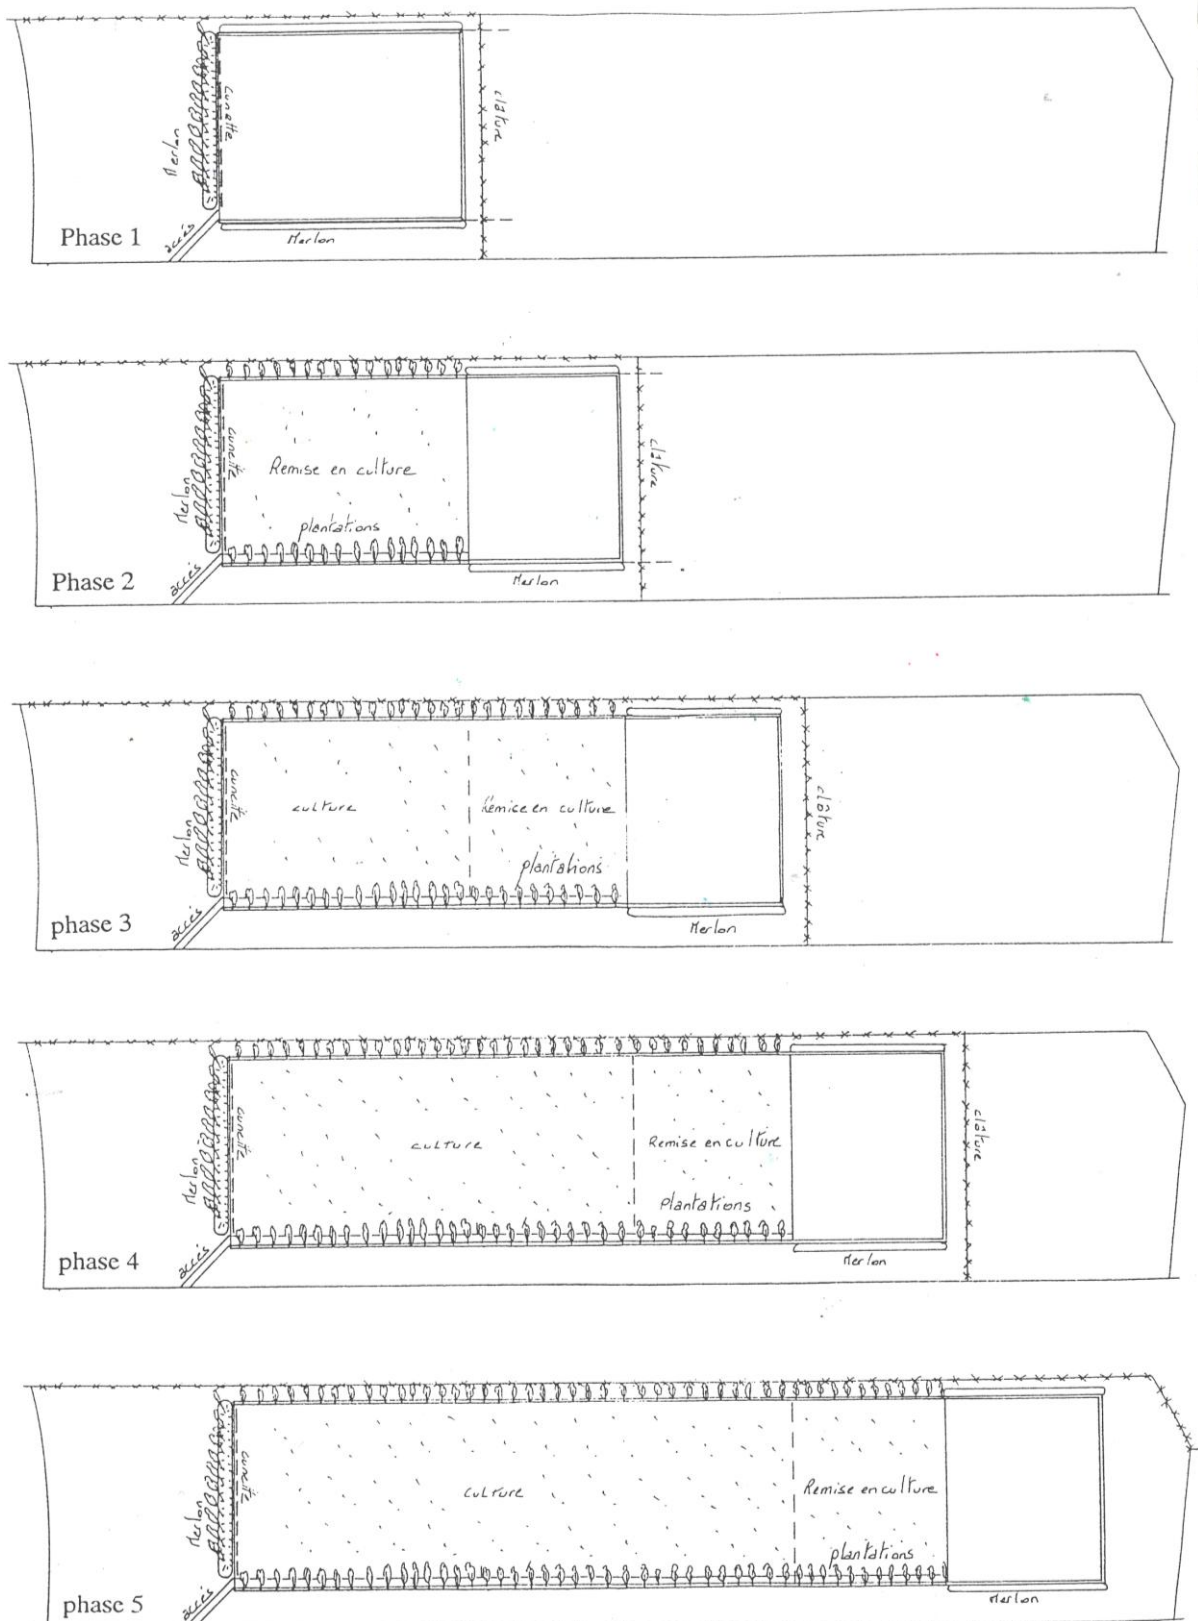 Merlon
cunette
clôture
accès
Phase 1
Merlon
Merlon
cunette
Remise en culture
clôture
plantations
accès
Phase 2
Merlon
Merlon
cunette
culture
Remice en culture
clôture
plantations
accès
phase 3
Merlon
Merlon
cunette
culture
Remise en culture
clôture
plantations
accès
phase 4
Merlon
Merlon
cunette
culture
Remise en culture
plantations
accès
phase 5
Merlon